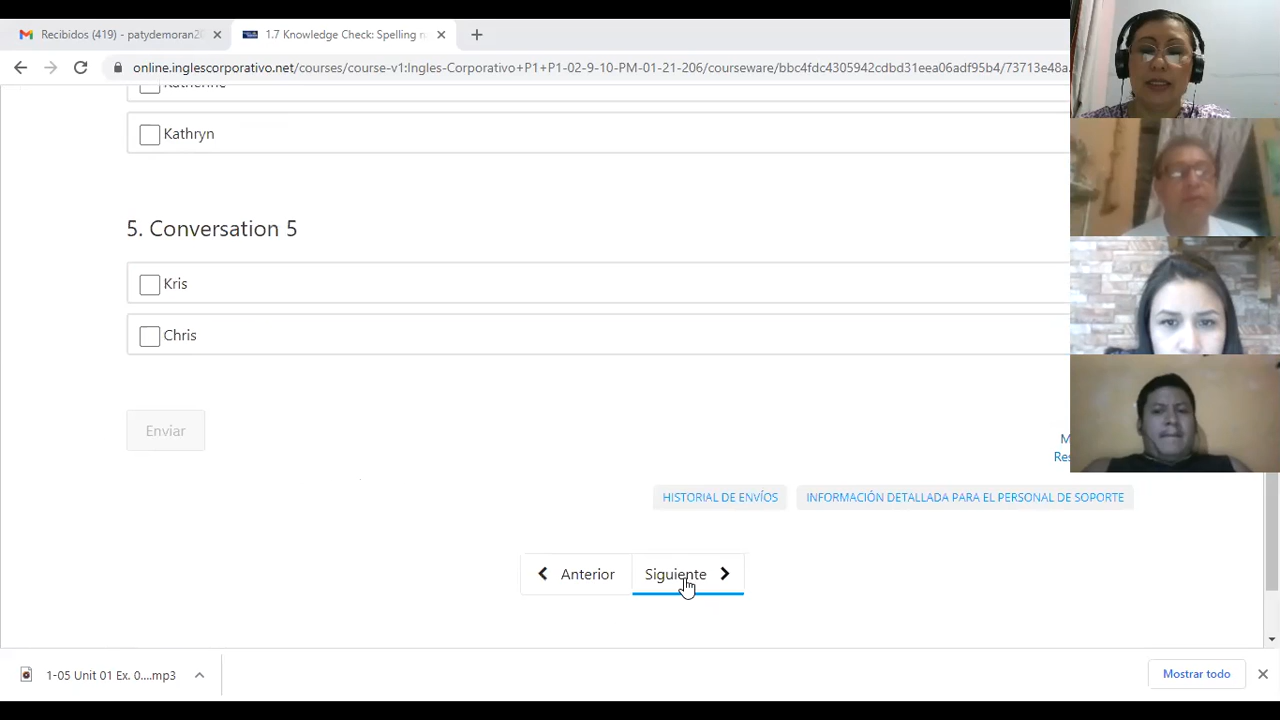 Recibidos (419) - patydemoran2
1.7 Knowledge Check: Spelling n
online.inglescorporativo.net/courses/course-v1:Ingles-Corporativo+P1+P1-02-9-10-PM-01-21-206/courseware/bbc4fdc4305942cdbd31eea06adf95b4/73713e48a
Katherine
Kathryn
5. Conversation 5
Kris
Chris
Enviar
M
Res
HISTORIAL DE ENVÍOS
INFORMACIÓN DETALLADA PARA EL PERSONAL DE SOPORTE
Anterior
Siguiente
1-05 Unit 01 Ex. 0....mp3
Mostrar todo